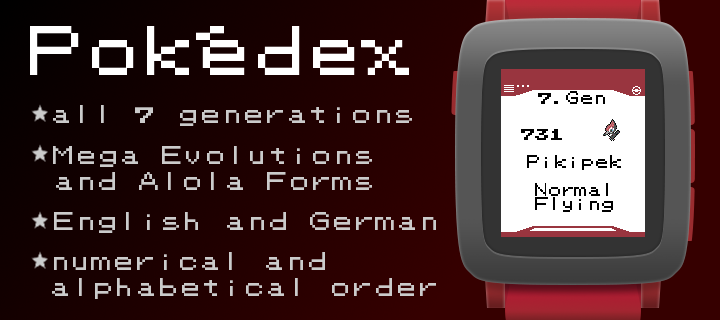 Pokédex
★all 7 generations
★Mega Evolutions
and Alola Forms
★English and German
★numerical and
alphabetical order
7. Gen
731
Pikipek
Normal
Flying